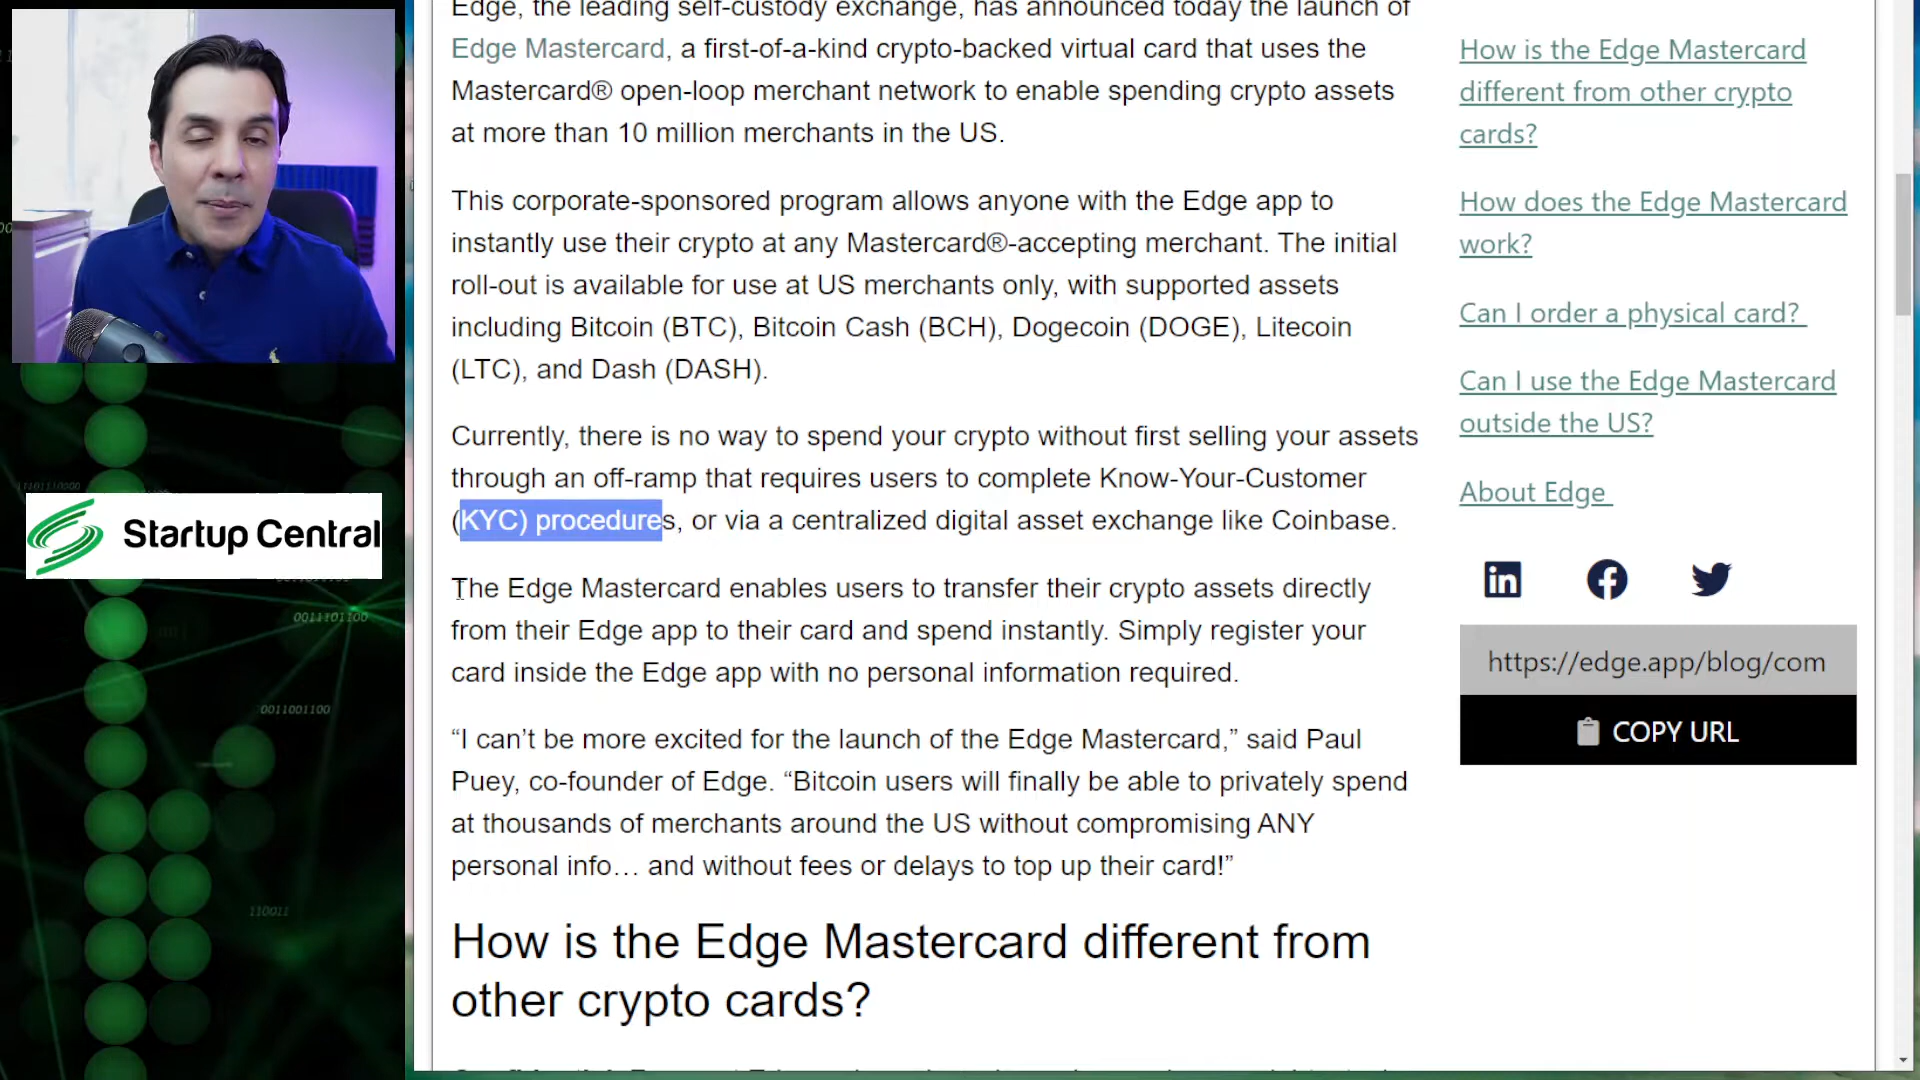 Edge, the leading self-custody exchange, has announced today the launch of
Edge Mastercard, a first-of-a-kind crypto-backed virtual card that uses the
Mastercard® open-loop merchant network to enable spending crypto assets
at more than 10 million merchants in the US.
This corporate-sponsored program allows anyone with the Edge app to
instantly use their crypto at any Mastercard®-accepting merchant. The initial
roll-out is available for use at US merchants only, with supported assets
including Bitcoin (BTC), Bitcoin Cash (BCH), Dogecoin (DOGE), Litecoin
(LTC), and Dash (DASH).
Currently, there is no way to spend your crypto without first selling your assets
through an off-ramp that requires users to complete Know-Your-Customer
(KYC) procedures, or via a centralized digital asset exchange like Coinbase.
The Edge Mastercard enables users to transfer their crypto assets directly
from their Edge app to their card and spend instantly. Simply register your
card inside the Edge app with no personal information required.
“I can’t be more excited for the launch of the Edge Mastercard,” said Paul
Puey, co-founder of Edge. “Bitcoin users will finally be able to privately spend
at thousands of merchants around the US without compromising ANY
personal info… and without fees or delays to top up their card!”
How is the Edge Mastercard different from
other crypto cards?
How is the Edge Mastercard
different from other crypto
cards?
How does the Edge Mastercard
work?
Can I order a physical card?
Can I use the Edge Mastercard
outside the US?
About Edge
in
https://edge.app/blog/com
COPY URL
Startup Central
0011101100
0011001100
110011